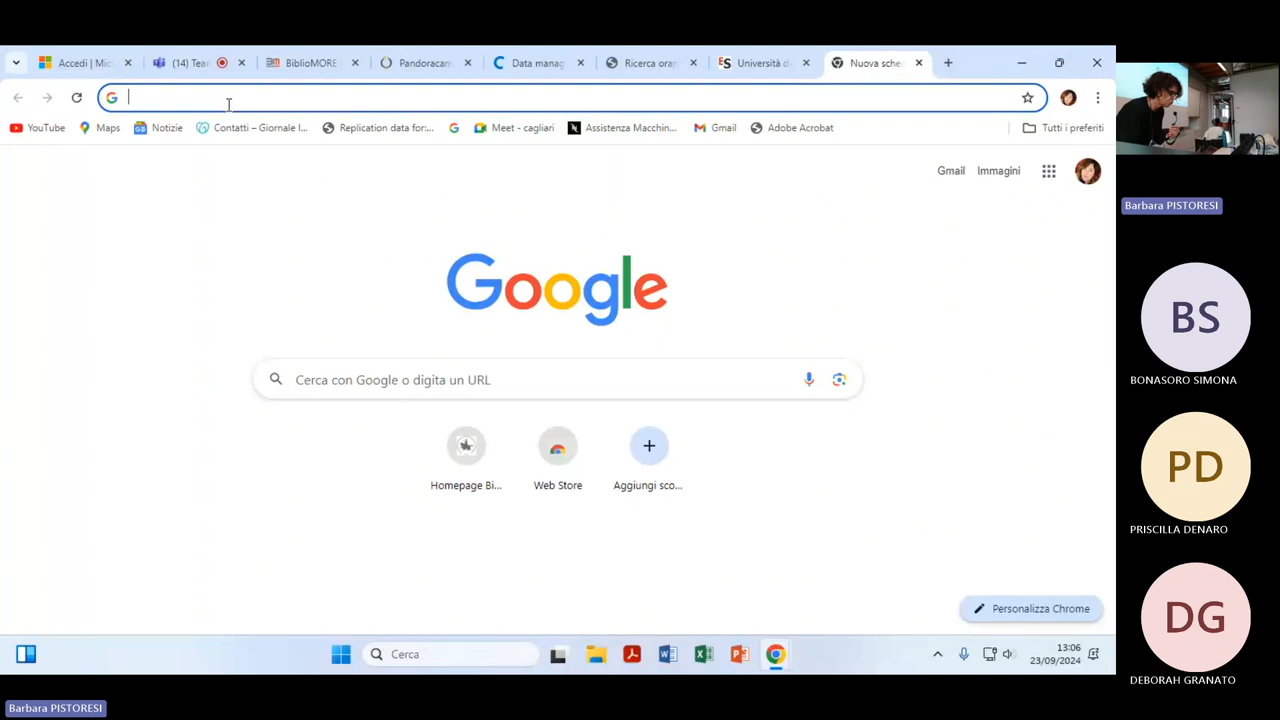 Accedi | Mic
(14) Tean
BiblioMORE
Pandoracam
Data manag
Ricerca orar
Università d
Nuova sched
YouTube
Maps
Notizie
Contatti – Giornale l...
Replication data for:...
Meet - cagliari
Assistenza Macchin...
Gmail
Adobe Acrobat
Tutti i preferiti
Gmail
Immagini
Google
Cerca con Google o digita un URL
Homepage Bi...
Web Store
Aggiungi sco...
Personalizza Chrome
Cerca
13:06
23/09/2024
Barbara PISTORESI
Barbara PISTORESI
BS
BONASORO SIMONA
PD
PRISCILLA DENARO
DG
DEBORAH GRANATO